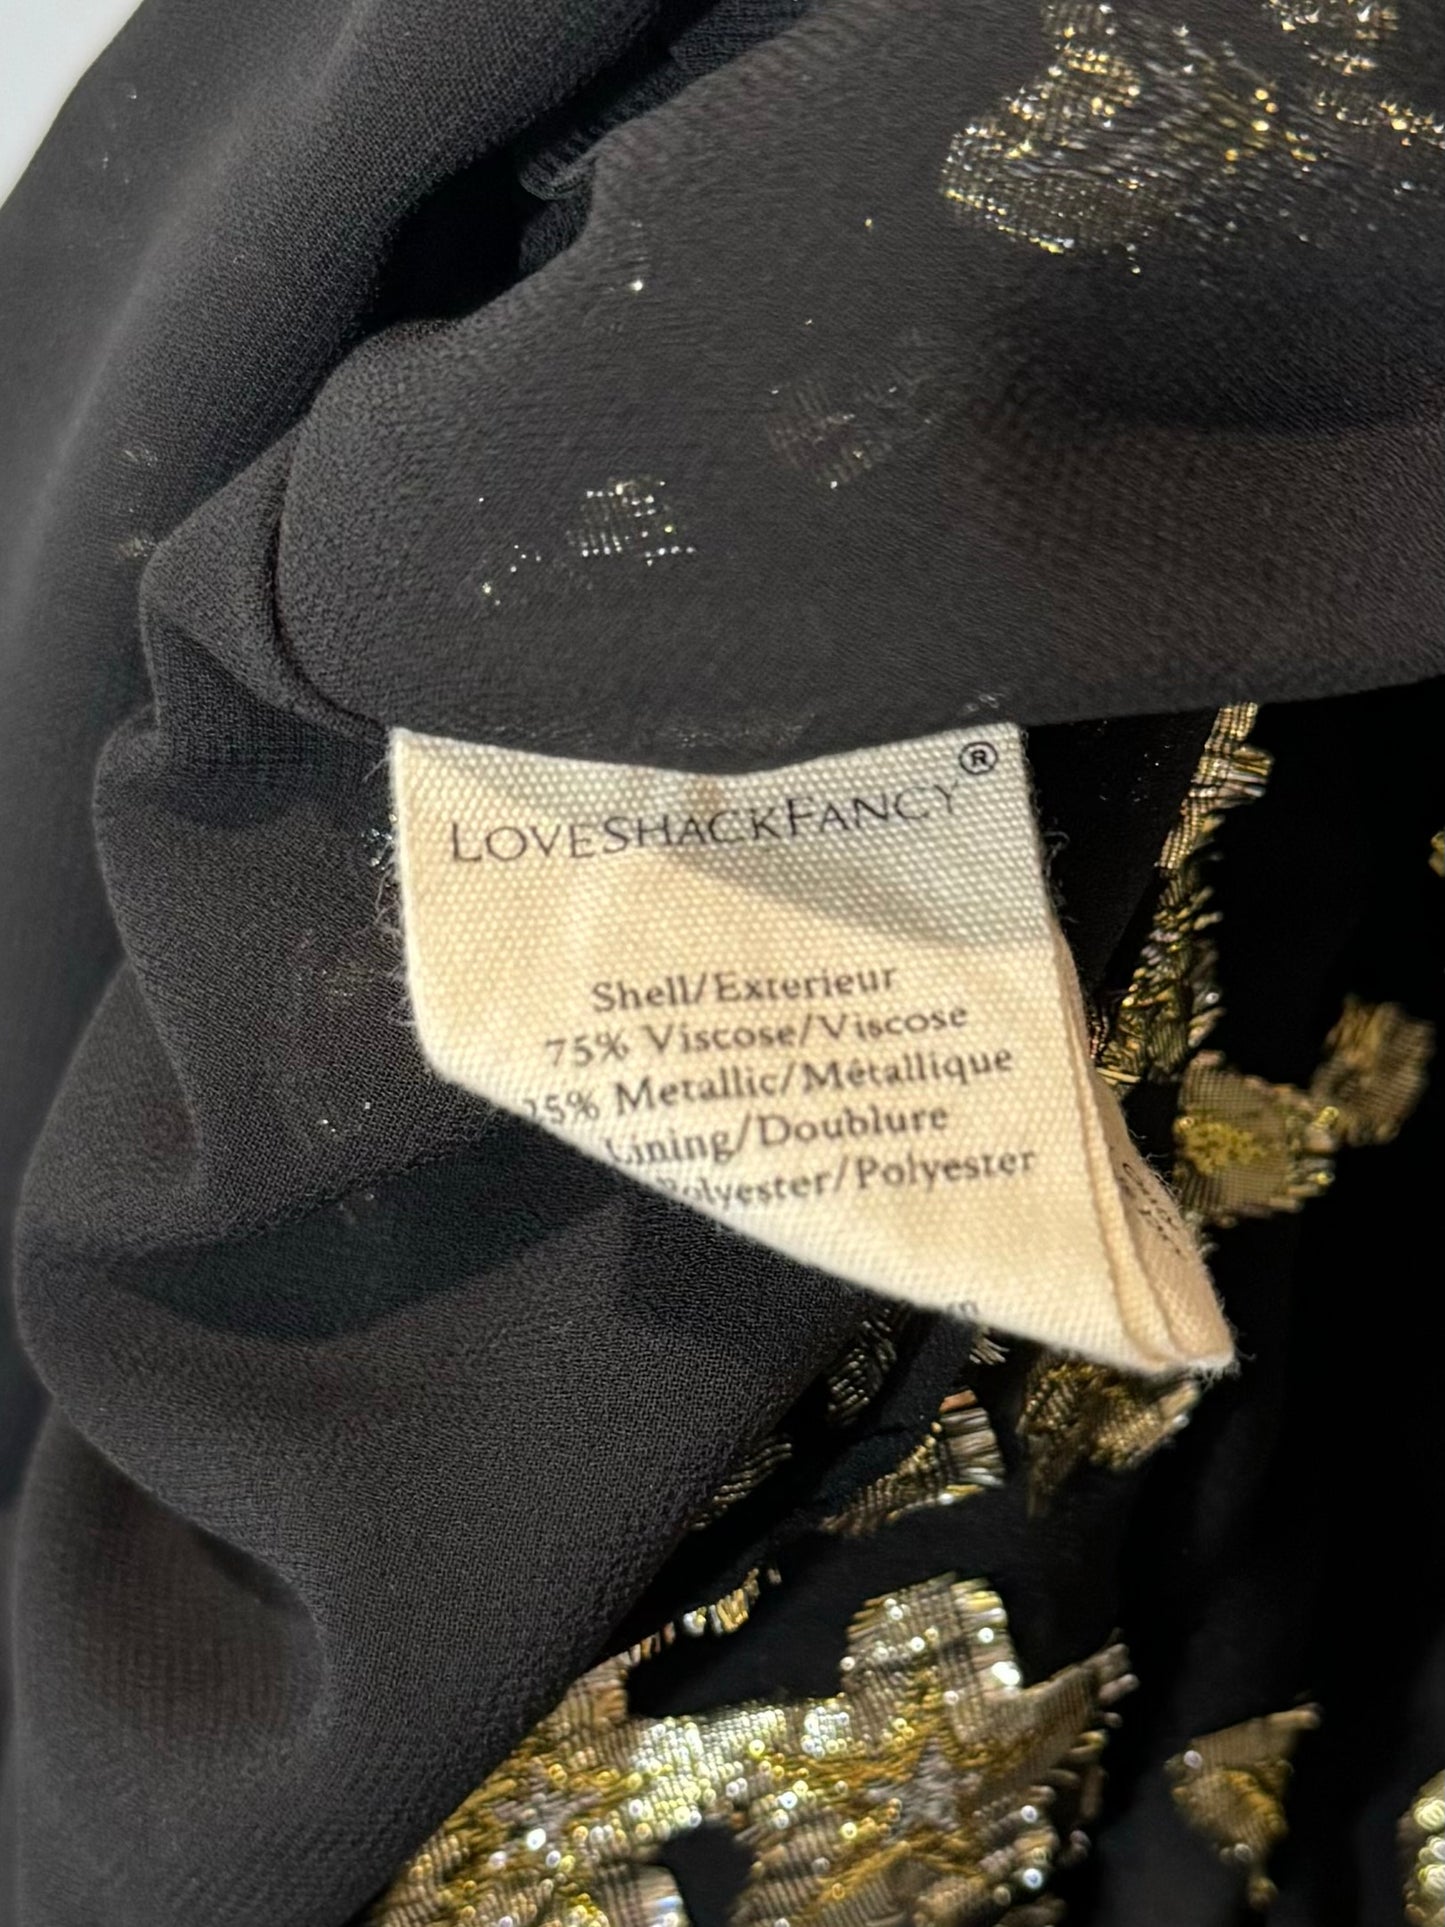 LOVESHACKFANCY®
Shell/Exterieur
75% Viscose/Viscose
25% Metallic/Métallique
Lining/Doublure
Polyester/Polyester